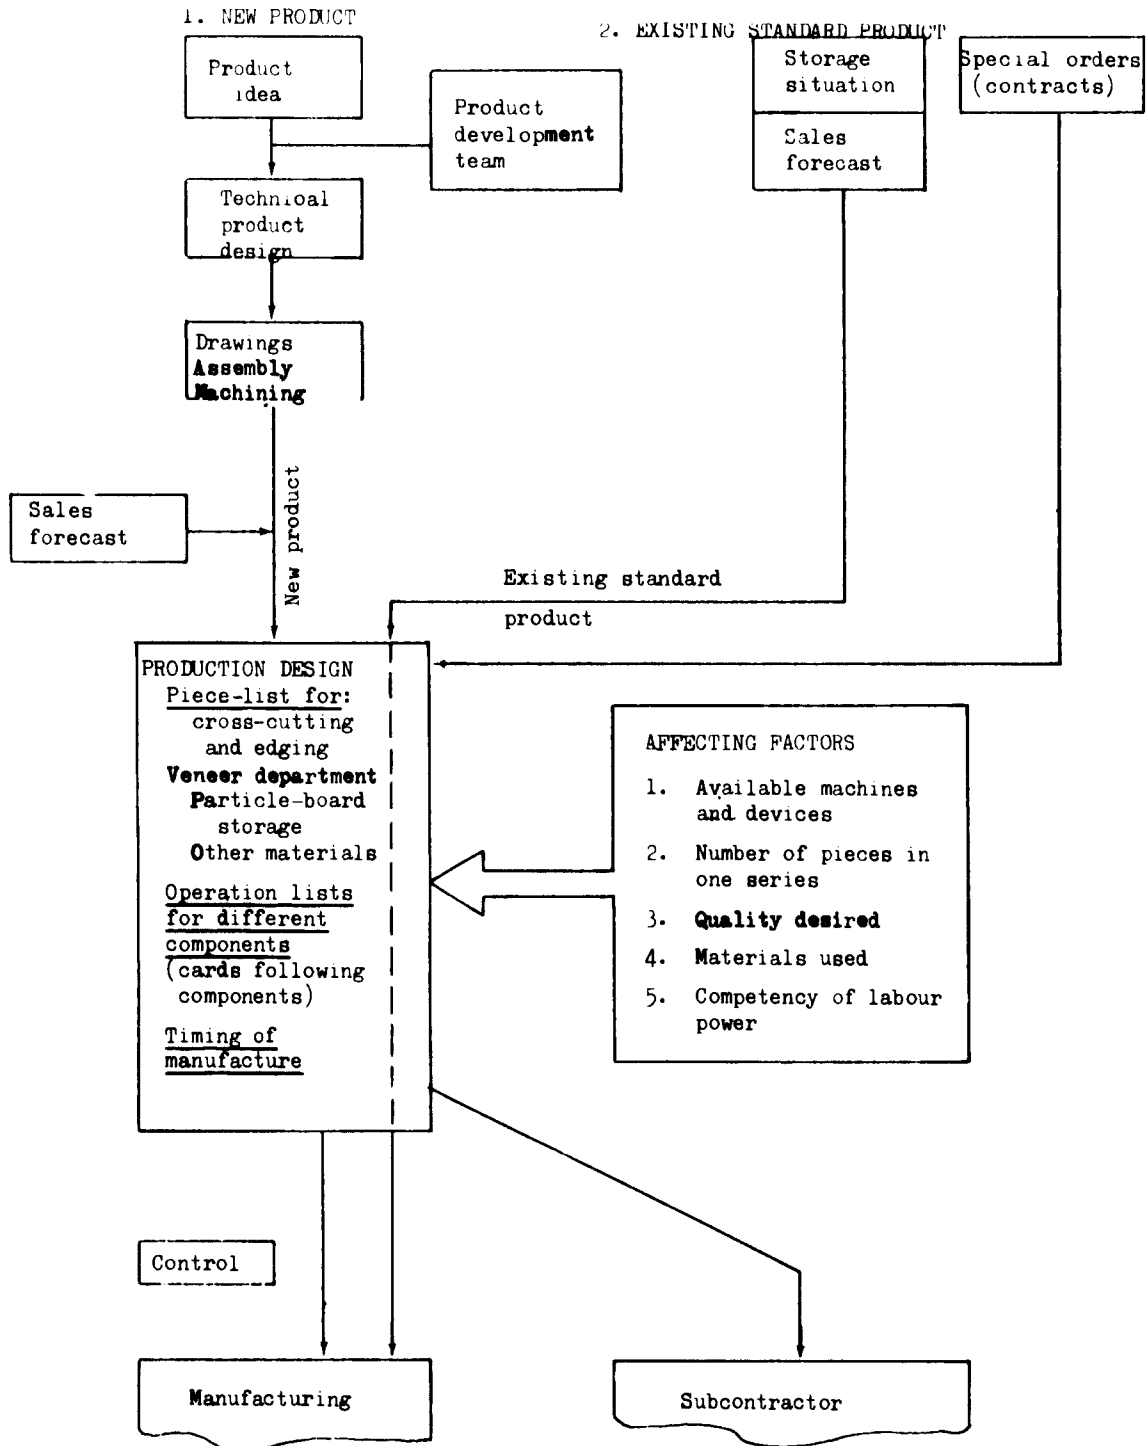 1. NEW PRODUCT
2. EXISTING STANDARD PRODUCT
Product
idea
Product
development
team
Storage
situation
Sales
forecast
Special orders
(contracts)
Technical
product
design
Drawings
Assembly
Machining
Sales
forecast
New product
Existing standard
product
PRODUCTION DESIGN
Piece-list for:
cross-cutting
and edging
Veneer department
Particle-board
storage
Other materials
Operation lists
for different
components
(cards following
components)
Timing of
manufacture
AFFECTING FACTORS
1. Available machines
and devices
2. Number of pieces in
one series
3. Quality desired
4. Materials used
5. Competency of labour
power
Control
Manufacturing
Subcontractor